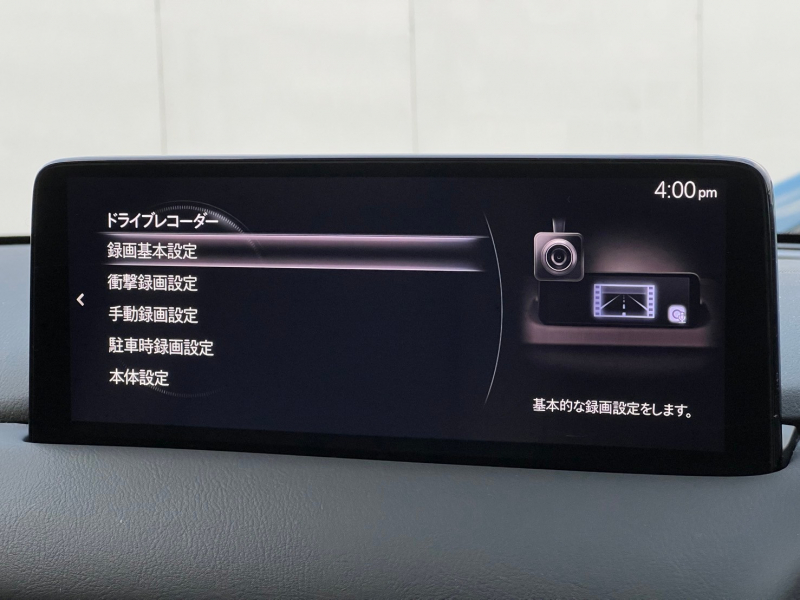 4:00pm
ドライブレコーダー
録画基本設定
衝撃録画設定
手動録画設定
駐車時録画設定
本体設定
基本的な録画設定をします。